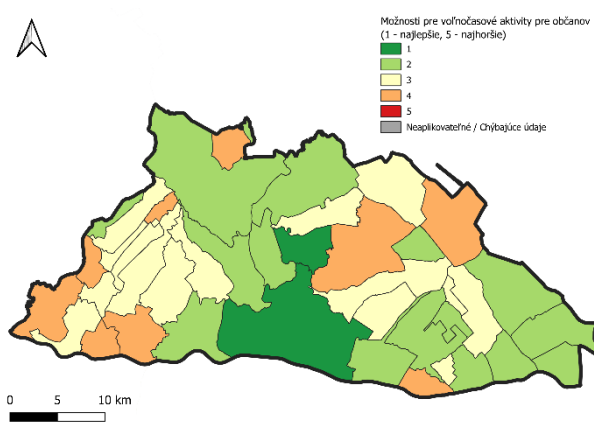 Možnosti pre voľnočasové aktivity pre občanov
(1 - najlepšie, 5 - najhoršie)
1
2
3
4
5
Neaplikovateľné / Chýbajúce údaje
0 5 10 km